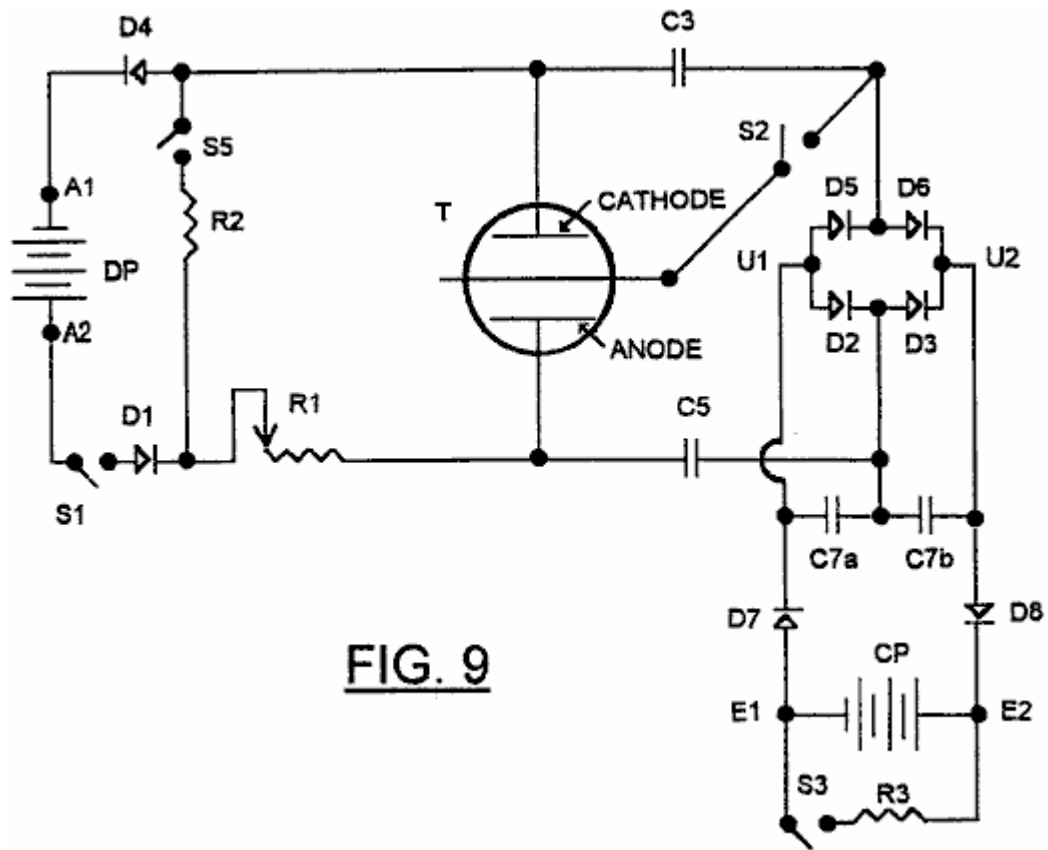 D4
C3
S5
S2
A1
R2
T
CATHODE
D5 D6
DP
U1 U2
A2
ANODE
D2 D3
D1
R1
C5
S1
C7a C7b
D7
D8
FIG. 9
CP
E1 E2
S3
R3